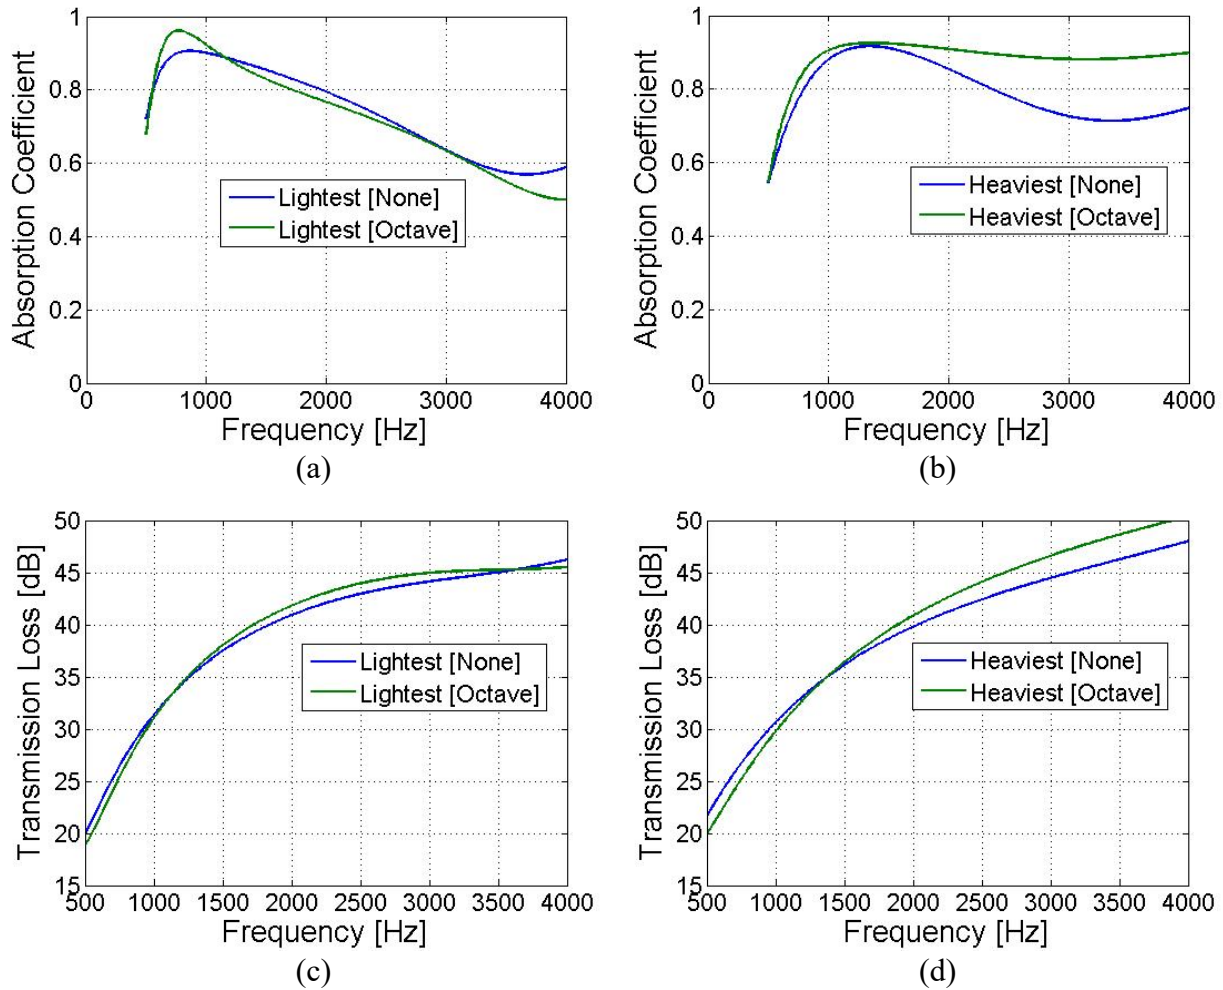 1
0.8
0.6
0.4
0.2
0
Absorption Coefficient
Lightest [None]
Lightest [Octave]
0 1000 2000 3000 4000
Frequency [Hz]
(a)
1
0.8
0.6
0.4
0.2
0
Absorption Coefficient
Heaviest [None]
Heaviest [Octave]
0 1000 2000 3000 4000
Frequency [Hz]
(b)
50
45
40
35
30
25
20
15
Transmission Loss [dB]
Lightest [None]
Lightest [Octave]
500 1000 1500 2000 2500 3000 3500 4000
Frequency [Hz]
(c)
50
45
40
35
30
25
20
15
Transmission Loss [dB]
Heaviest [None]
Heaviest [Octave]
500 1000 1500 2000 2500 3000 3500 4000
Frequency [Hz]
(d)